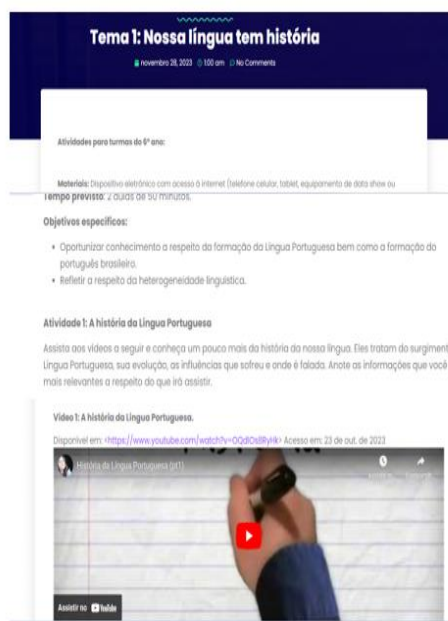 Tema 1: Nossa língua tem história
novembro 28, 2023 1:00 am No Comments
Atividades para turmas do 6º ano:
Materiais: Dispositivo eletrônico com acesso à internet (telefone celular, tablet, equipamento de data show ou
Tempo previsto: 2 aulas de 50 minutos.
Objetivos específicos:
• Oportunizar conhecimento a respeito da formação da Língua Portuguesa bem como a formação do
português brasileiro.
• Refletir a respeito da heterogeneidade linguística.
Atividade 1: A história da Língua Portuguesa
Assista aos vídeos a seguir e conheça um pouco mais da história da nossa língua. Eles tratam do surgiment
Língua Portuguesa, sua evolução, as influências que sofreu e onde é falada. Anote as informações que você
mais relevantes a respeito do que irá assistir.
Vídeo 1: A história da Língua Portuguesa.
Disponível em: Acesso em: 23 de out. de 2023
História da Língua Portuguesa (pt1)
Assistir no YouTube